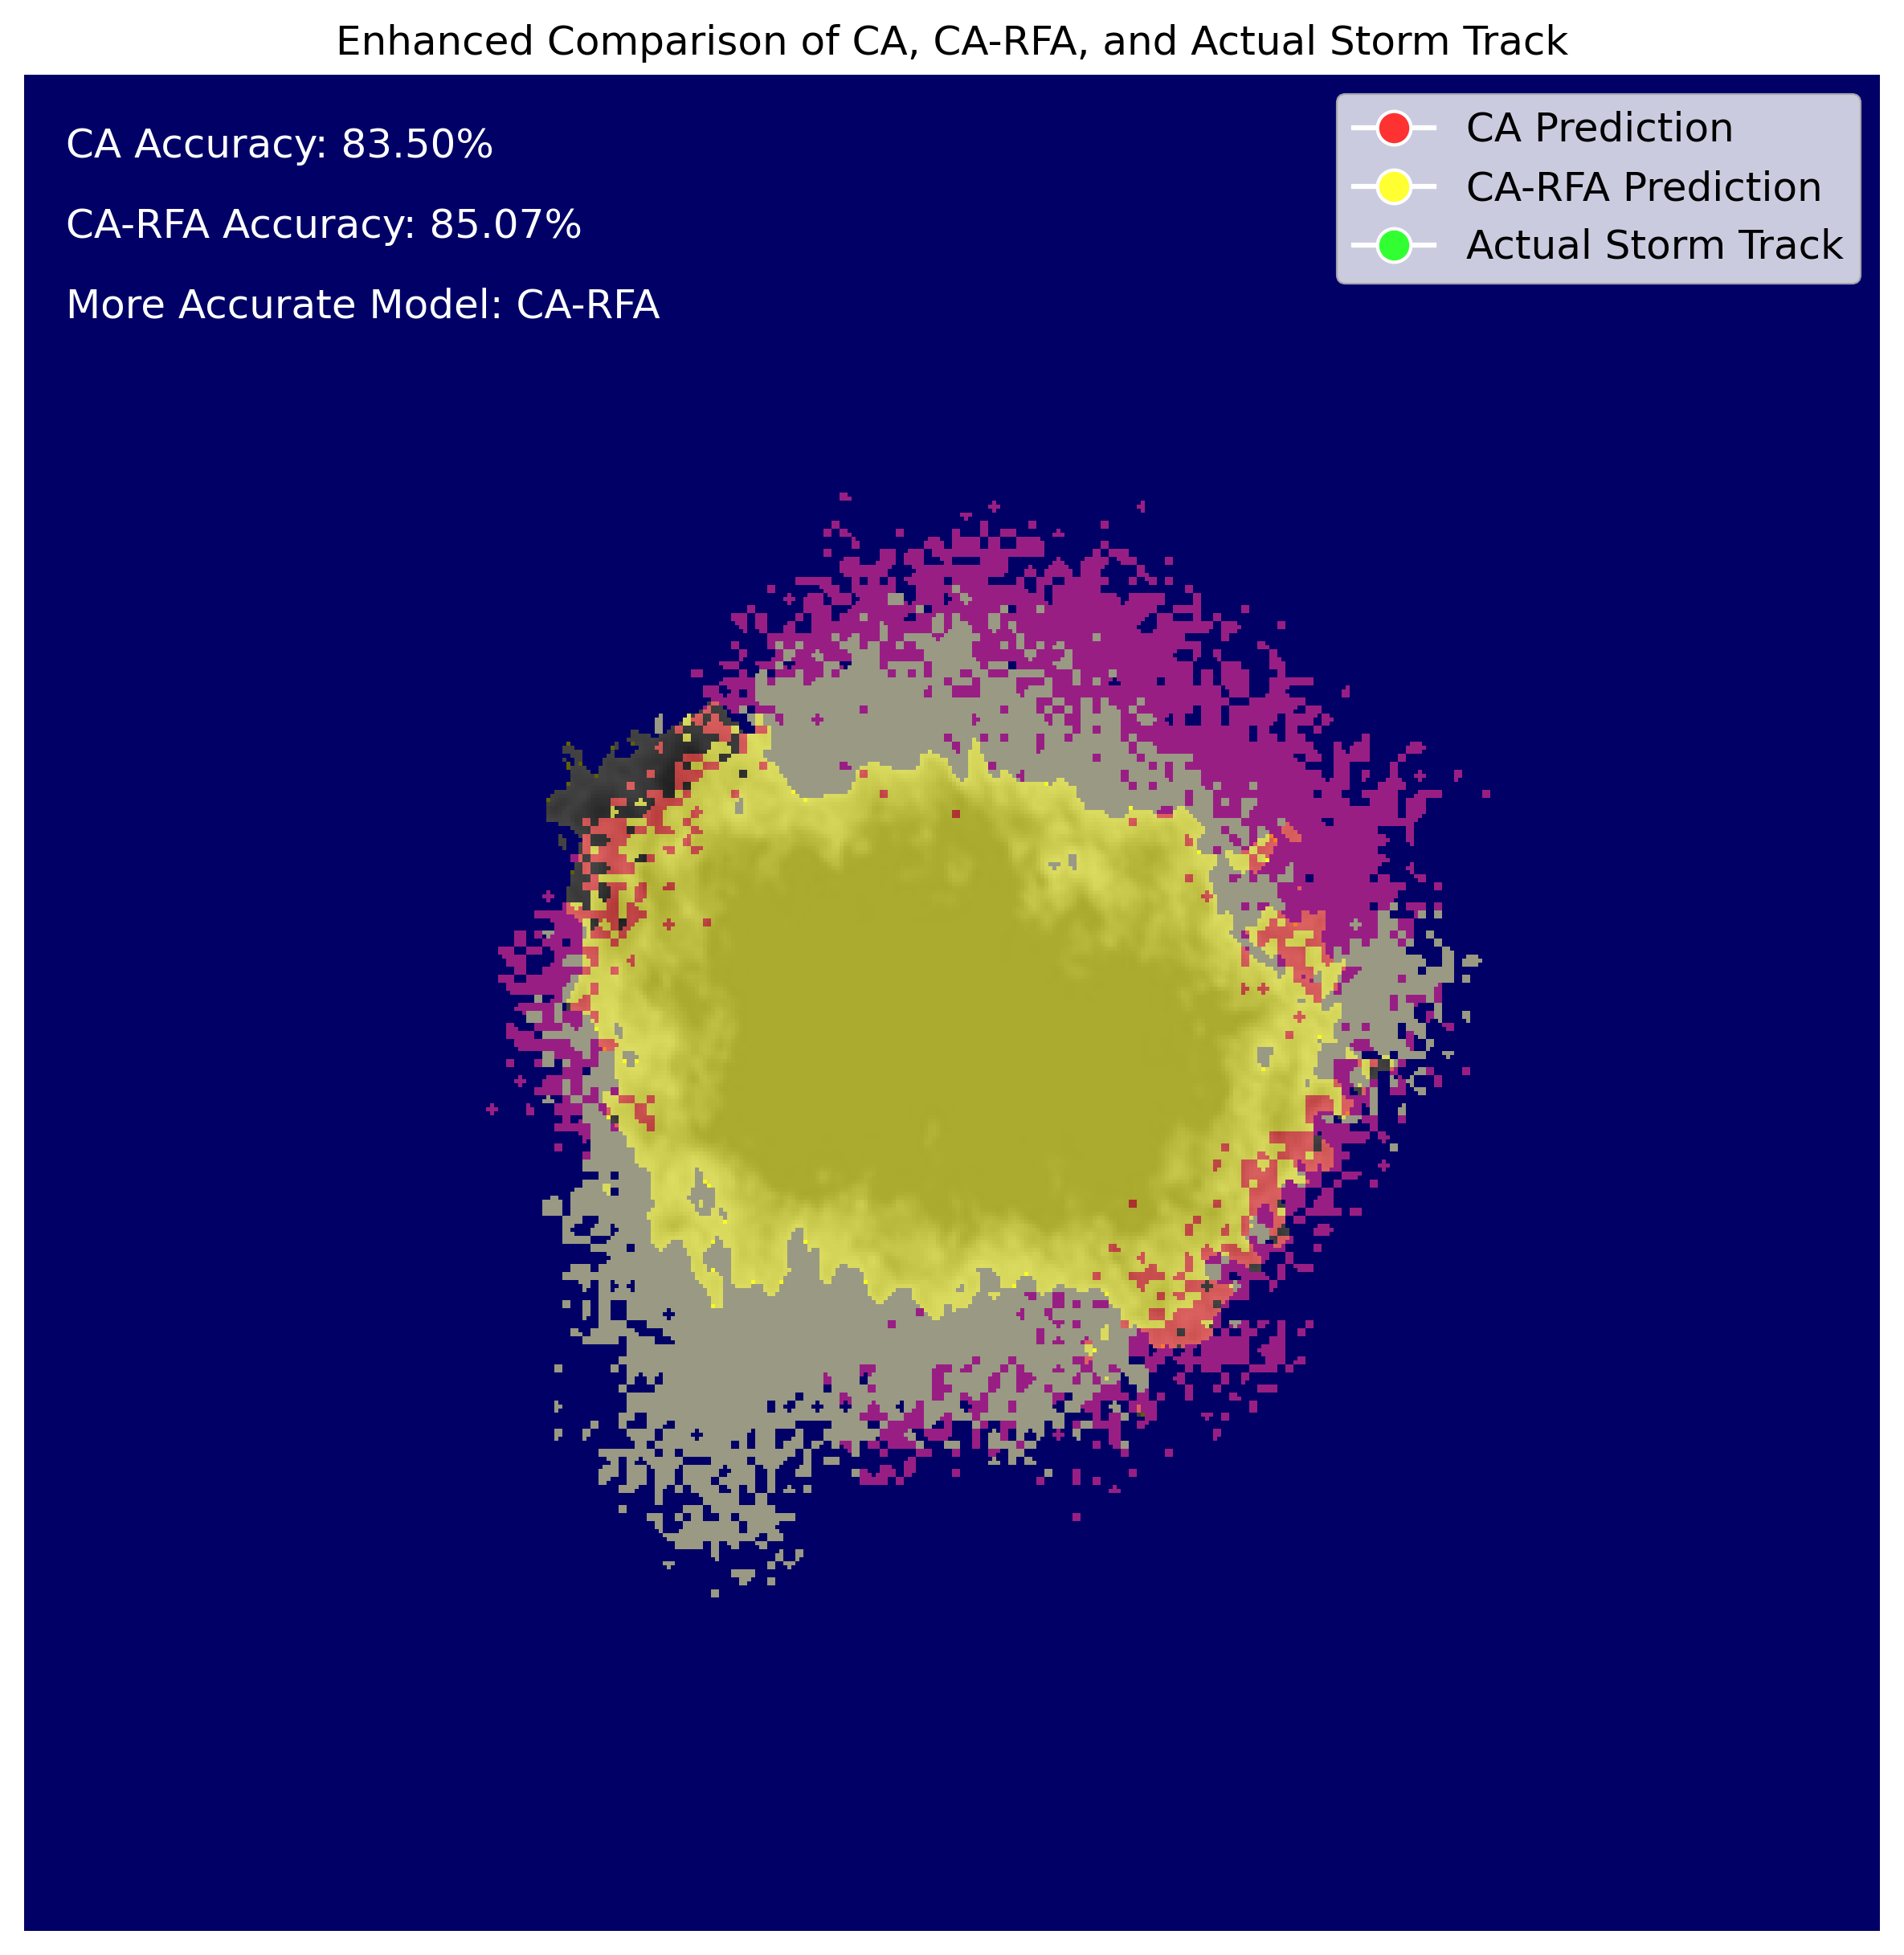 Enhanced Comparison of CA, CA-RFA, and Actual Storm Track
CA Accuracy: 83.50%
CA-RFA Accuracy: 85.07%
More Accurate Model: CA-RFA
CA Prediction
CA-RFA Prediction
Actual Storm Track